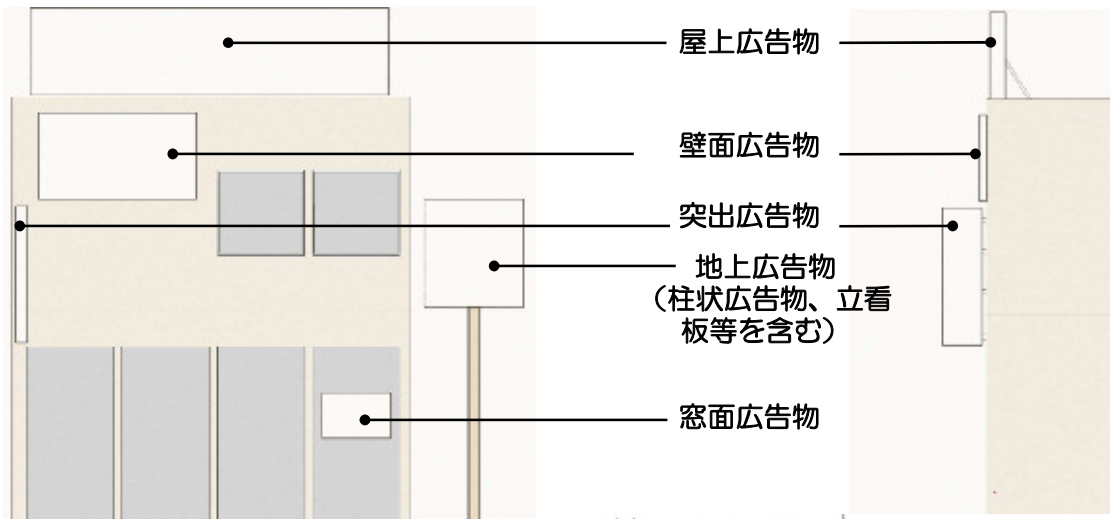 屋上広告物
壁面広告物
突出広告物
地上広告物
（柱状広告物、立看
板等を含む）
窓面広告物